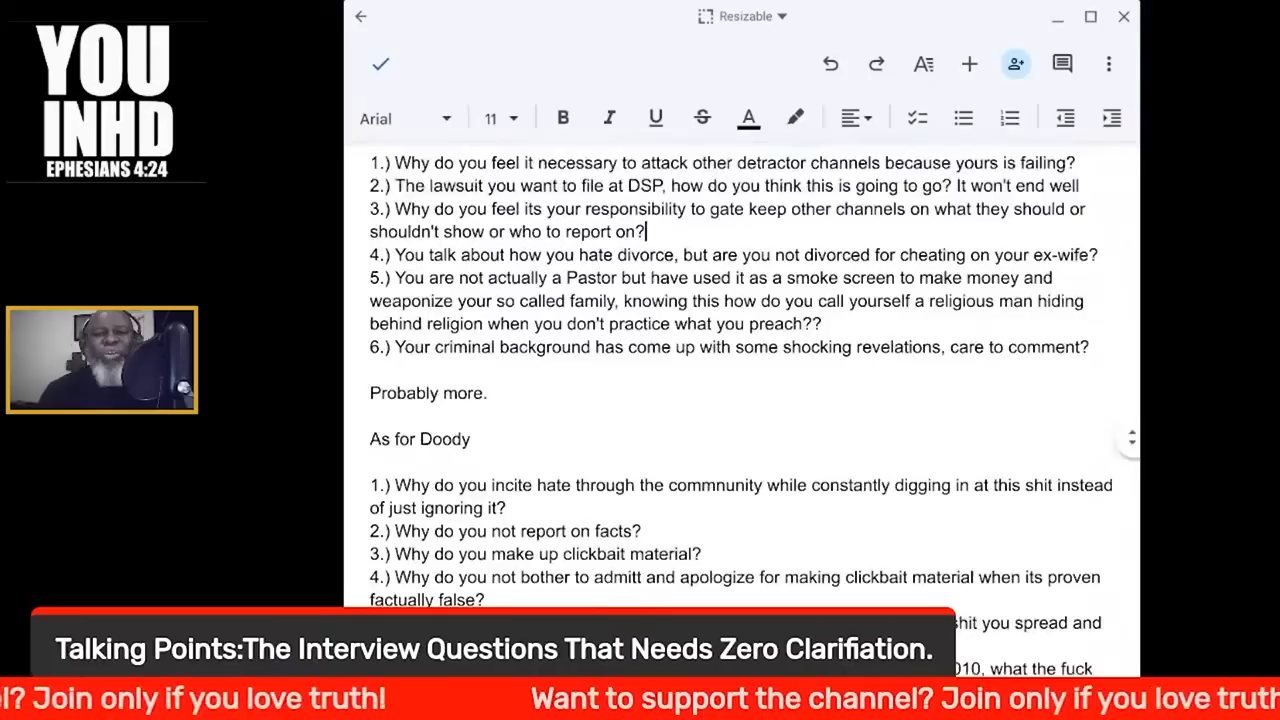 YOU
INHD
EPHESIANS 4:24
Resizable
Arial
11
B
I
U
S
A
1.) Why do you feel it necessary to attack other detractor channels because yours is failing?
2.) The lawsuit you want to file at DSP, how do you think this is going to go? It won't end well
3.) Why do you feel its your responsibility to gate keep other channels on what they should or
shouldn't show or who to report on?
4.) You talk about how you hate divorce, but are you not divorced for cheating on your ex-wife?
5.) You are not actually a Pastor but have used it as a smoke screen to make money and
weaponize your so called family, knowing this how do you call yourself a religious man hiding
behind religion when you don't practice what you preach??
6.) Your criminal background has come up with some shocking revelations, care to comment?
Probably more.
As for Doody
1.) Why do you incite hate through the commnunity while constantly digging in at this shit instead
of just ignoring it?
2.) Why do you not report on facts?
3.) Why do you make up clickbait material?
4.) Why do you not bother to admitt and apologize for making clickbait material when its proven
factually false?
shit you spread and
010, what the fuck
Talking Points:The Interview Questions That Needs Zero Clarifiation.
el? Join only if you love truth! Want to support the channel? Join only if you love truth